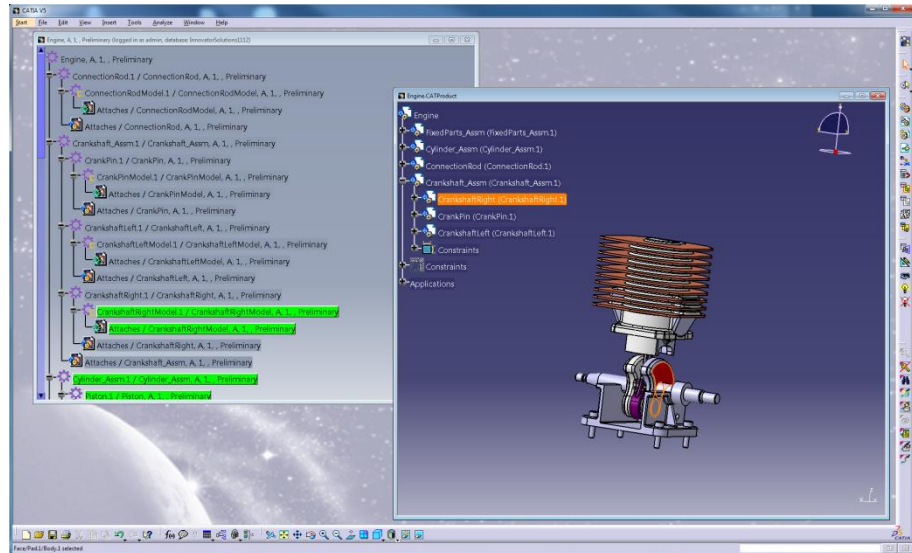 CATIA V5
Start File Edit View Insert Tools Analyze Window Help
Engine, A, 1, , Preliminary (logged in as admin, database: InnovatorSolutions1112)
Engine, A, 1, , Preliminary
ConnectionRod.1 / ConnectionRod, A, 1, , Preliminary
ConnectionRodModel.1 / ConnectionRodModel, A, 1, , Preliminary
Attaches / ConnectionRodModel, A, 1, , Preliminary
Attaches / ConnectionRod, A, 1, , Preliminary
Crankshaft_Assm.1 / Crankshaft_Assm, A, 1, , Preliminary
CrankPin.1 / CrankPin, A, 1, , Preliminary
CrankPinModel.1 / CrankPinModel, A, 1, , Preliminary
Attaches / CrankPinModel, A, 1, , Preliminary
Attaches / CrankPin, A, 1, , Preliminary
CrankshaftLeft.1 / CrankshaftLeft, A, 1, , Preliminary
CrankshaftLeftModel.1 / CrankshaftLeftModel, A, 1, , Preliminary
Attaches / CrankshaftLeftModel, A, 1, , Preliminary
Attaches / CrankshaftLeft, A, 1, , Preliminary
CrankshaftRight.1 / CrankshaftRight, A, 1, , Preliminary
CrankshaftRightModel.1 / CrankshaftRightModel, A, 1, , Preliminary
Attaches / CrankshaftRightModel, A, 1, , Preliminary
Attaches / CrankshaftRight, A, 1, , Preliminary
Attaches / Crankshaft_Assm, A, 1, , Preliminary
Cylinder_Assm.1 / Cylinder_Assm, A, 1, , Preliminary
Piston.1 / Piston, A, 1, , Preliminary
Engine.CATProduct
Engine
FixedParts_Assm (FixedParts_Assm.1)
Cylinder_Assm (Cylinder_Assm.1)
ConnectionRod (ConnectionRod.1)
Crankshaft_Assm (Crankshaft_Assm.1)
CrankshaftRight (CrankshaftRight.1)
CrankPin (CrankPin.1)
CrankshaftLeft (CrankshaftLeft.1)
Constraints
Constraints
Applications
Face/Pad.1/Body.1 selected
CATIA